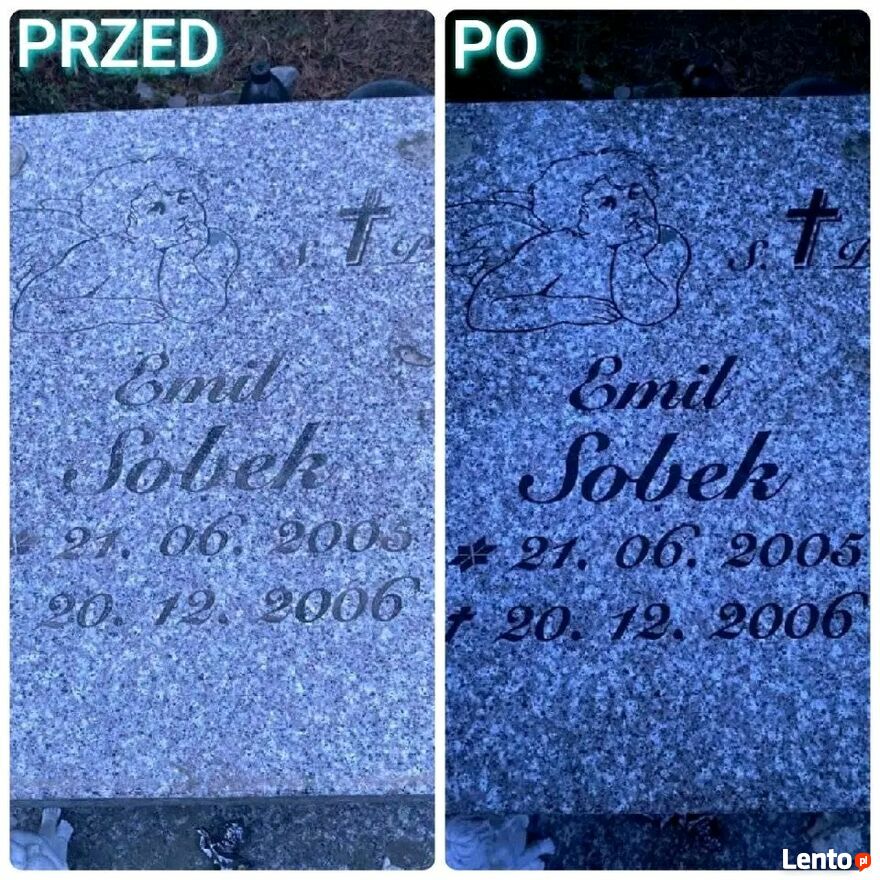 PRZED
S. P
Emil
Sobek
* 21. 06. 2005
20. 12. 2006
PO
S. P
Emil
Sobek
* 21. 06. 2005
† 20. 12. 2006
Lento.pl